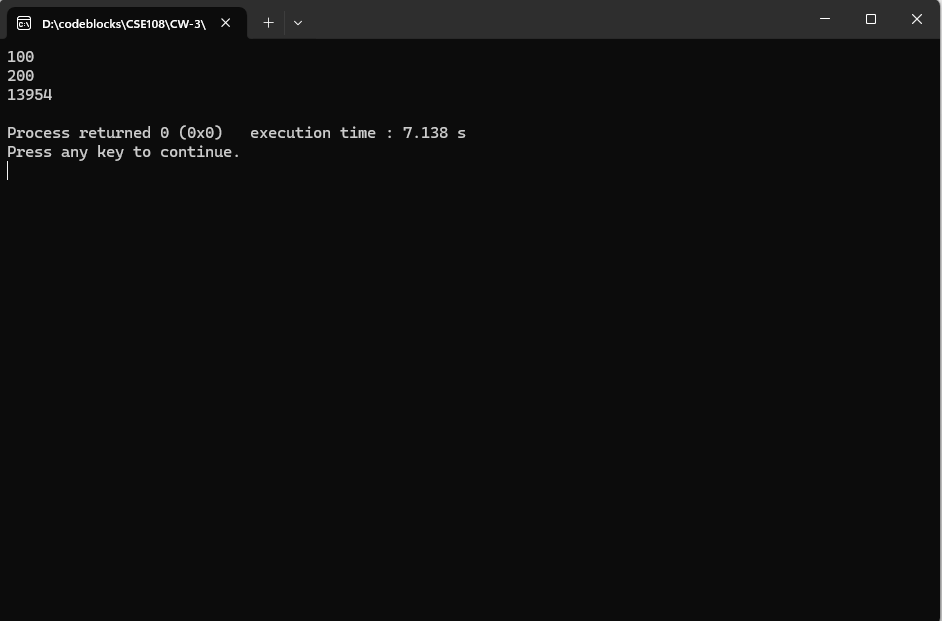 D:\codeblocks\CSE108\CW-3\
100
200
13954
Process returned 0 (0x0)   execution time : 7.138 s
Press any key to continue.